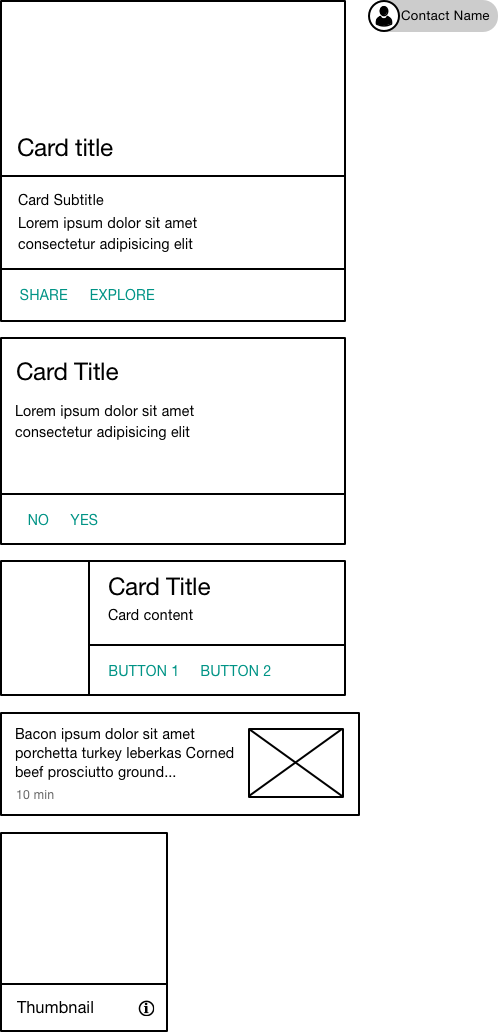 Contact Name
Card title
Card Subtitle
Lorem ipsum dolor sit amet
consectetur adipisicing elit
SHARE EXPLORE
Card Title
Lorem ipsum dolor sit amet
consectetur adipisicing elit
NO YES
Card Title
Card content
BUTTON 1 BUTTON 2
Bacon ipsum dolor sit amet
porchetta turkey leberkas Corned
beef prosciutto ground...
10 min
Thumbnail